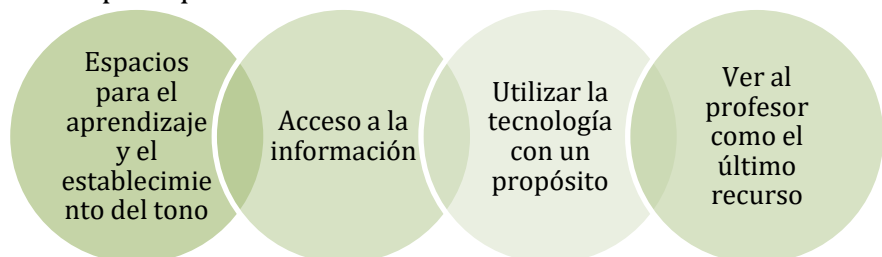 Espacios
para el
aprendizaje
y el
establecimie
nto del tono
Acceso a la
información
Utilizar la
tecnología
con un
propósito
Ver al
profesor
como el
último
recurso